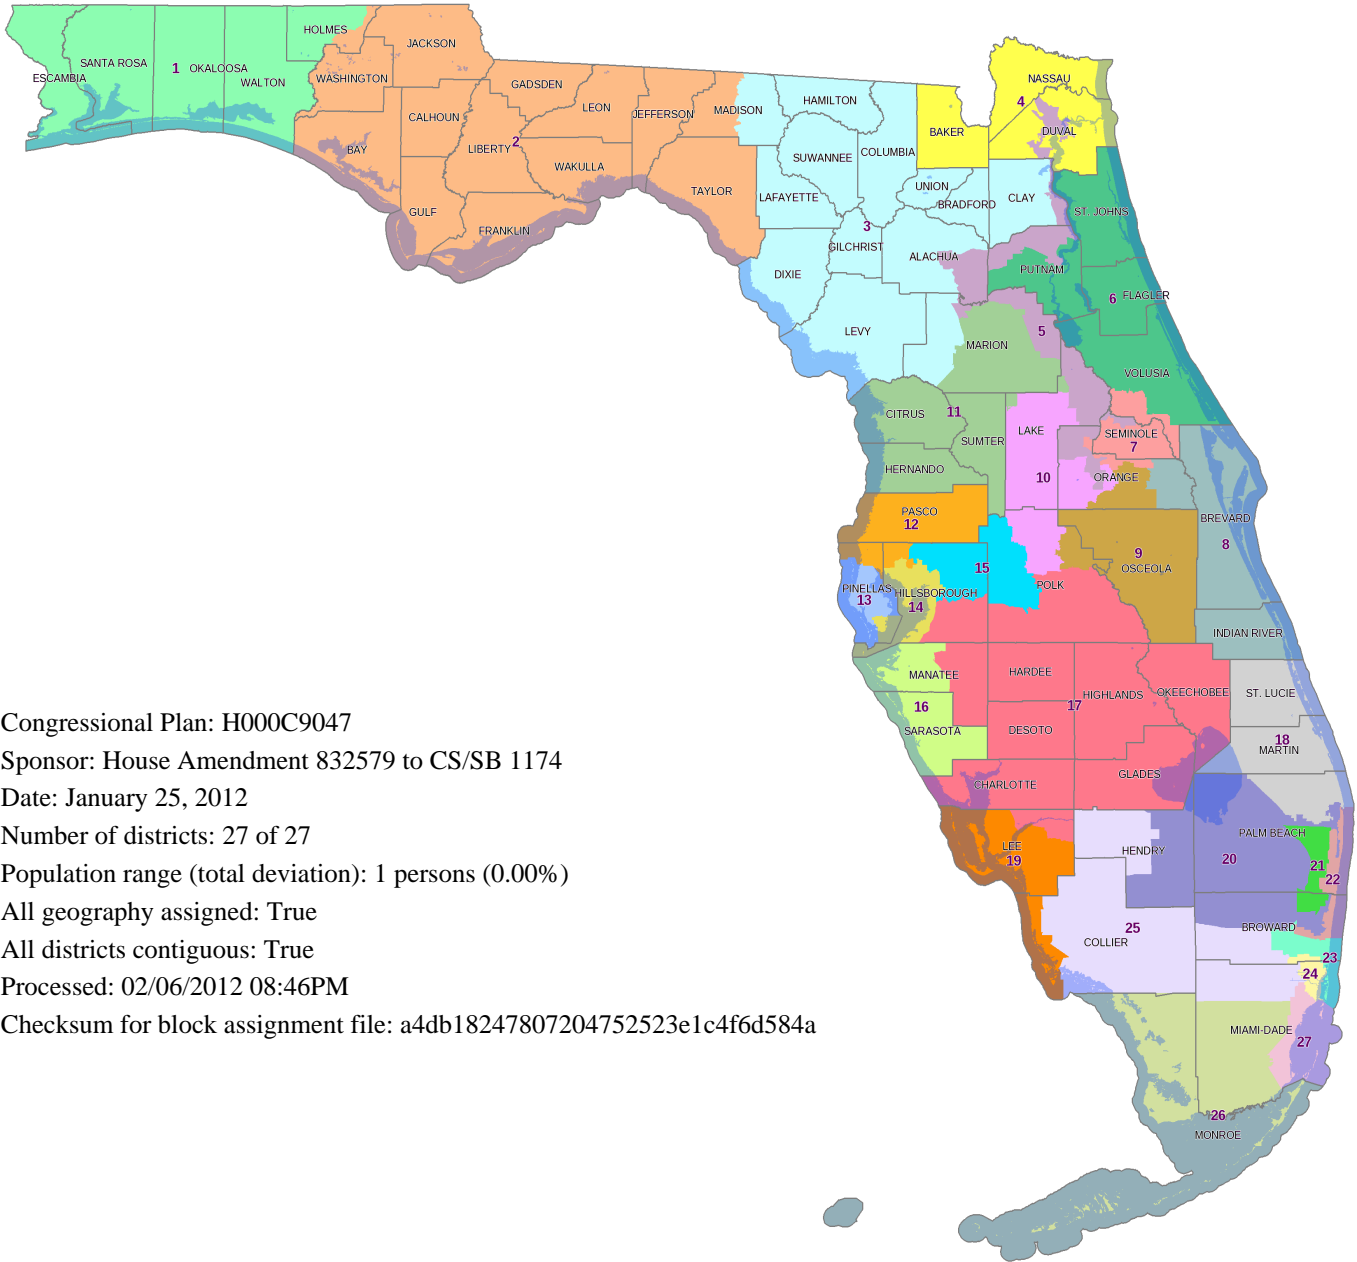 HOLMES
JACKSON
SANTA ROSA
1
OKALOOSA
ESCAMBIA
WALTON
WASHINGTON
GADSDEN
LEON
JEFFERSON
MADISON
HAMILTON
NASSAU
4
CALHOUN
LIBERTY
2
BAY
WAKULLA
BAKER
DUVAL
SUWANNEE
COLUMBIA
TAYLOR
LAFAYETTE
UNION
BRADFORD
CLAY
GULF
FRANKLIN
ST. JOHNS
3
GILCHRIST
ALACHUA
DIXIE
PUTNAM
6
FLAGLER
LEVY
5
MARION
VOLUSIA
CITRUS
11
LAKE
SUMTER
SEMINOLE
7
HERNANDO
10
ORANGE
PASCO
12
BREVARD
8
9
OSCEOLA
15
PINELLAS
13
HILLSBOROUGH
14
POLK
INDIAN RIVER
MANATEE
HARDEE
HIGHLANDS
OKEECHOBEE
ST. LUCIE
16
17
SARASOTA
DESOTO
18
MARTIN
CHARLOTTE
GLADES
LEE
19
HENDRY
PALM BEACH
20
21
22
25
COLLIER
BROWARD
23
24
MIAMI-DADE
27
26
MONROE
Congressional Plan: H000C9047
Sponsor: House Amendment 832579 to CS/SB 1174
Date: January 25, 2012
Number of districts: 27 of 27
Population range (total deviation): 1 persons (0.00%)
All geography assigned: True
All districts contiguous: True
Processed: 02/06/2012 08:46PM
Checksum for block assignment file: a4db18247807204752523e1c4f6d584a